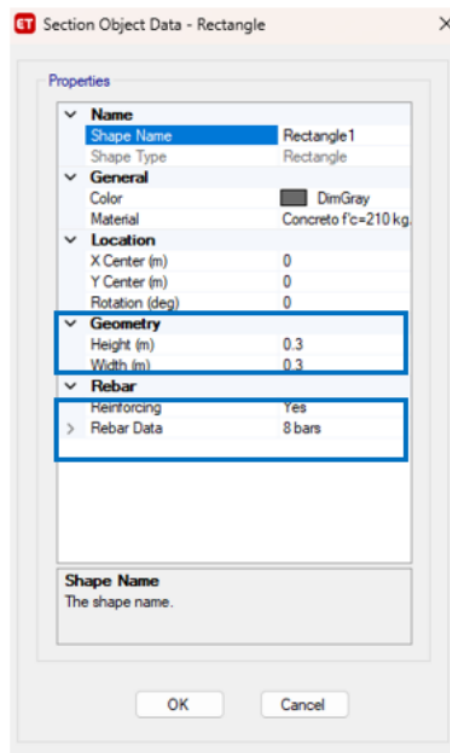 ET Section Object Data - Rectangle
Properties
Name
Shape Name Rectangle1
Shape Type Rectangle
General
Color DimGray
Material Concreto f'c=210 kg.
Location
X Center (m) 0
Y Center (m) 0
Rotation (deg) 0
Geometry
Height (m) 0.3
Width (m) 0.3
Rebar
Reinforcing Yes
Rebar Data 8 bars
Shape Name
The shape name.
OK Cancel